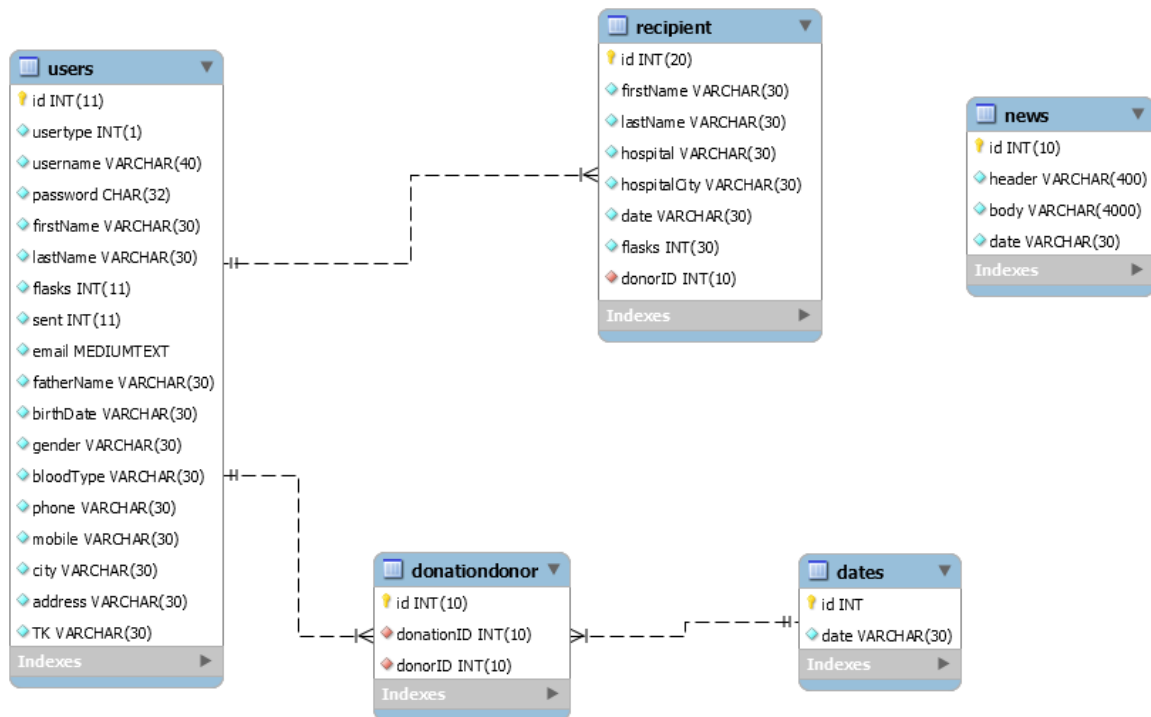 users
id INT(11)
usertype INT(1)
username VARCHAR(40)
password CHAR(32)
firstName VARCHAR(30)
lastName VARCHAR(30)
flasks INT(11)
sent INT(11)
email MEDIUMTEXT
fatherName VARCHAR(30)
birthDate VARCHAR(30)
gender VARCHAR(30)
bloodType VARCHAR(30)
phone VARCHAR(30)
mobile VARCHAR(30)
city VARCHAR(30)
address VARCHAR(30)
TK VARCHAR(30)
Indexes
recipient
id INT(20)
firstName VARCHAR(30)
lastName VARCHAR(30)
hospital VARCHAR(30)
hospitalCity VARCHAR(30)
date VARCHAR(30)
flasks INT(30)
donorID INT(10)
Indexes
news
id INT(10)
header VARCHAR(400)
body VARCHAR(4000)
date VARCHAR(30)
Indexes
donationdonor
id INT(10)
donationID INT(10)
donorID INT(10)
Indexes
dates
id INT
date VARCHAR(30)
Indexes